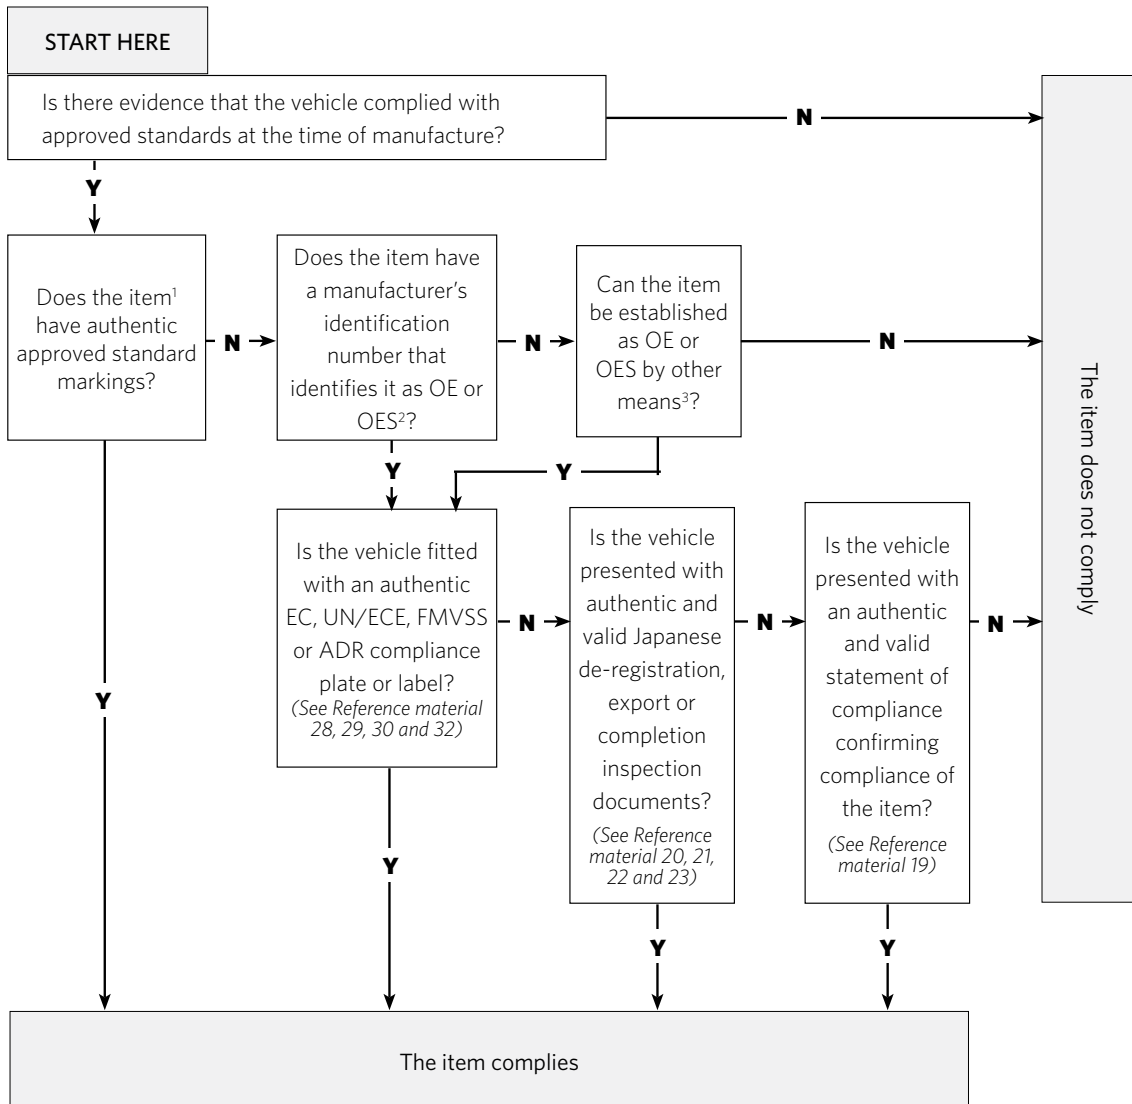 START HERE
Is there evidence that the vehicle complied with
approved standards at the time of manufacture?
N
Y
Does the item¹
have authentic
approved standard
markings?
N
Does the item have
a manufacturer’s
identification
number that
identifies it as OE or
OES²?
N
Can the item
be established
as OE or
OES by other
means³?
N
Y
Y
Is the vehicle fitted
with an authentic
EC, UN/ECE, FMVSS
or ADR compliance
plate or label?
(See Reference material
28, 29, 30 and 32)
N
Is the vehicle
presented with
authentic and
valid Japanese
de-registration,
export or
completion
inspection
documents?
(See Reference
material 20, 21,
22 and 23)
N
Is the vehicle
presented with
an authentic
and valid
statement of
compliance
confirming
compliance of
the item?
(See Reference
material 19)
N
The item does not comply
Y
Y
Y
Y
The item complies